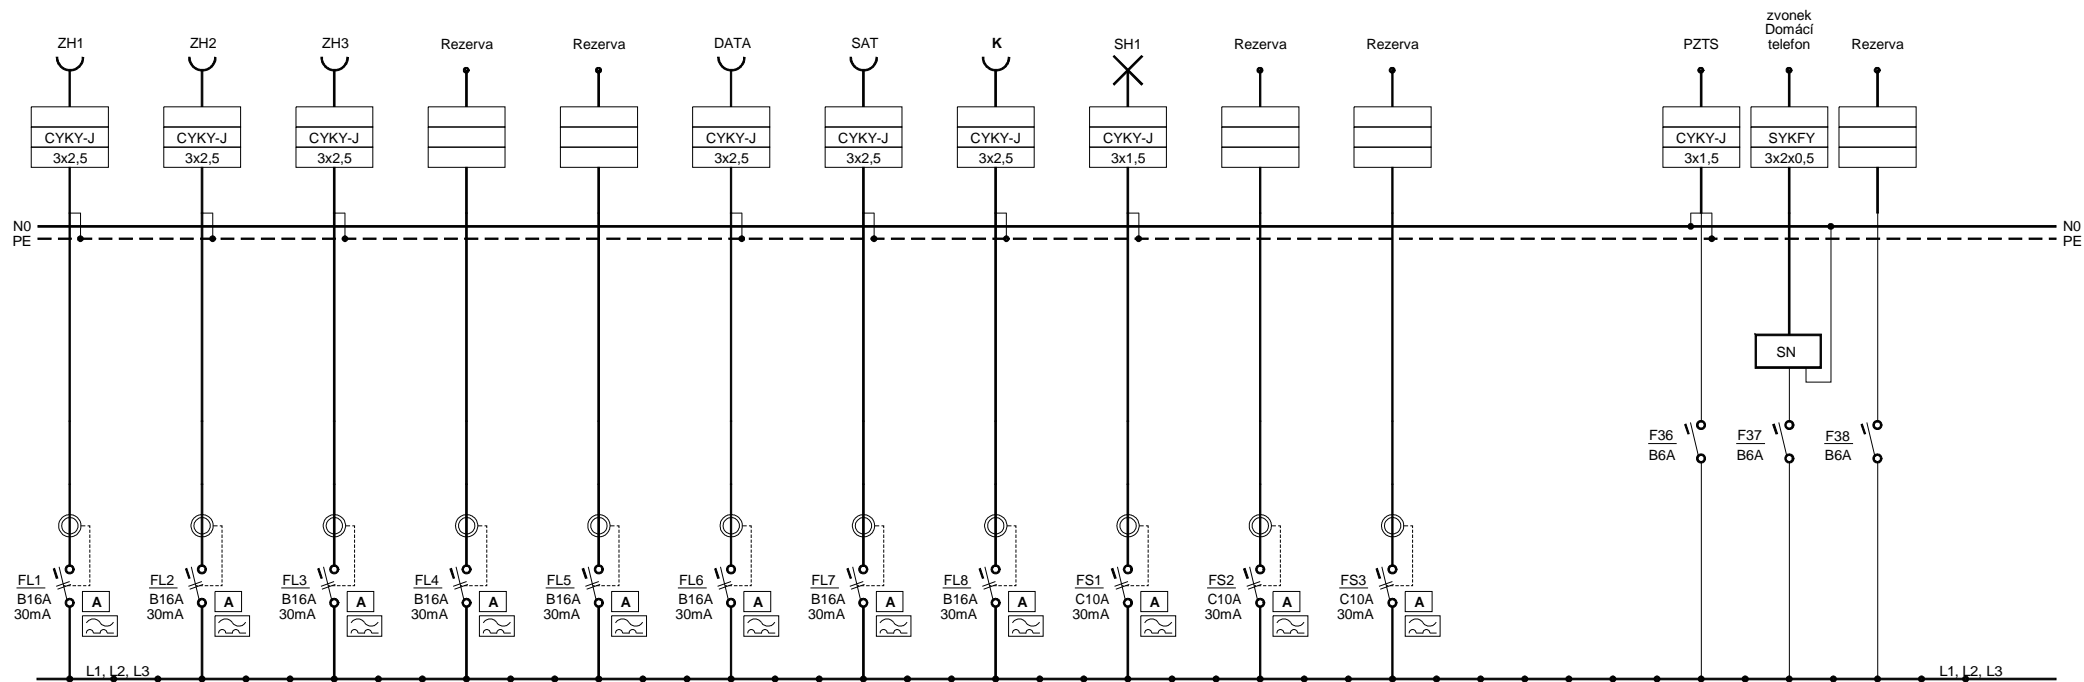 zvonek
Domácí
ZH1 ZH2 ZH3 Rezerva Rezerva DATA SAT K SH1 Rezerva Rezerva PZTS telefon Rezerva
CYKY-J CYKY-J CYKY-J CYKY-J CYKY-J CYKY-J CYKY-J CYKY-J SYKFY
3x2,5 3x2,5 3x2,5 3x2,5 3x2,5 3x2,5 3x1,5 3x1,5 3x2x0,5
N0 N0
PE PE
SN
F36 F37 F38
B6A B6A B6A
FL1 FL2 FL3 FL4 FL5 FL6 FL7 FL8 FS1 FS2 FS3
B16A A B16A A B16A A B16A A B16A A B16A A B16A A B16A A C10A A C10A A C10A A
30mA 30mA 30mA 30mA 30mA 30mA 30mA 30mA 30mA 30mA 30mA
L1, L2, L3 L1, L2, L3